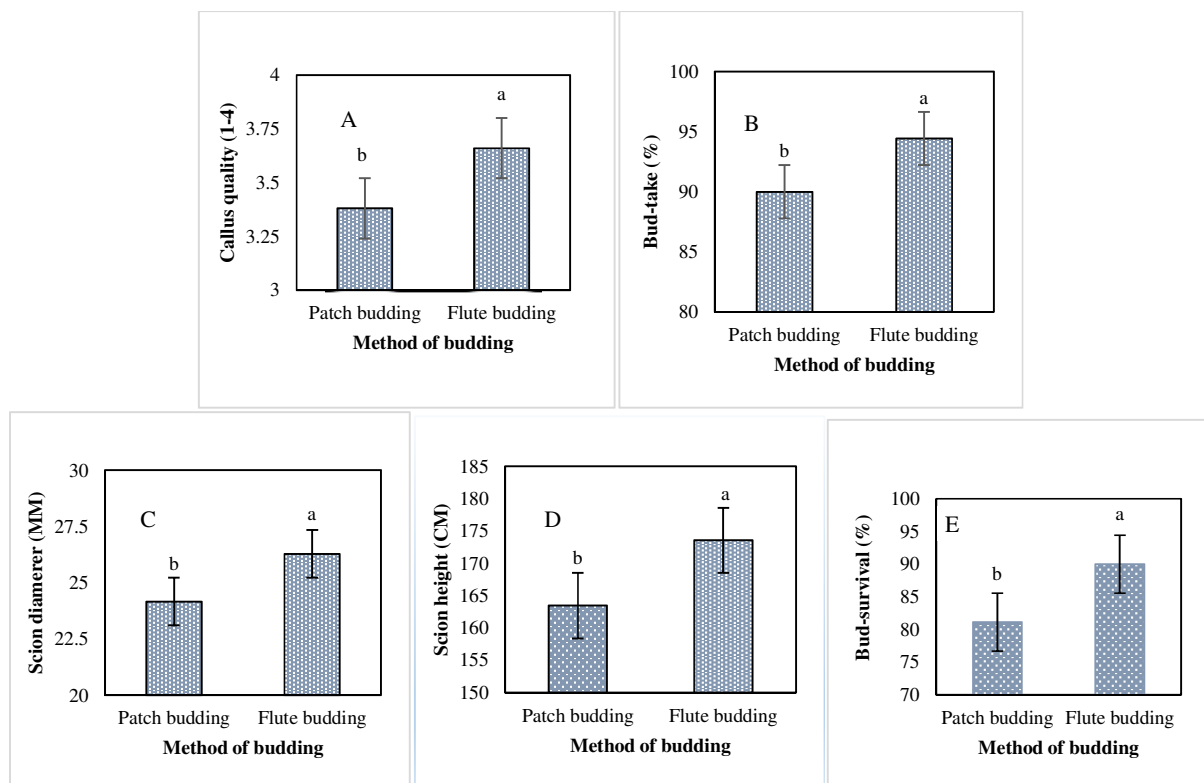 Callus quality (1-4)
4
3.75
3.5
3.25
3
A
b
a
Patch budding
Flute budding
Method of budding
Bud-take (%)
100
95
90
85
80
B
b
a
Patch budding
Flute budding
Method of budding
Scion diamerer (MM)
30
27.5
25
22.5
20
C
b
a
Patch budding
Flute budding
Method of budding
Scion height (CM)
185
180
175
170
165
160
155
150
D
b
a
Patch budding
Flute budding
Method of budding
Bud-survival (%)
100
95
90
85
80
75
70
E
b
a
Patch budding
Flute budding
Method of budding